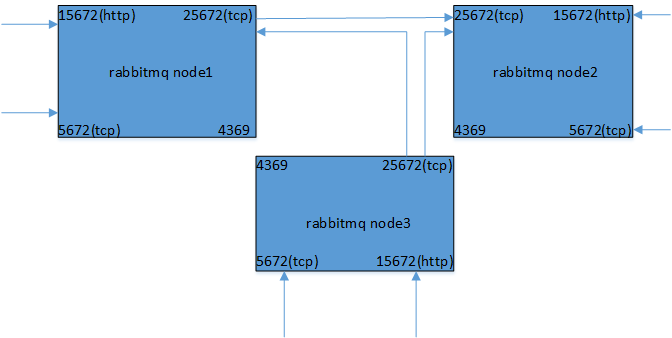 15672(http) 25672(tcp)
rabbitmq node1
5672(tcp) 4369
25672(tcp) 15672(http)
rabbitmq node2
4369 5672(tcp)
4369 25672(tcp)
rabbitmq node3
5672(tcp) 15672(http)